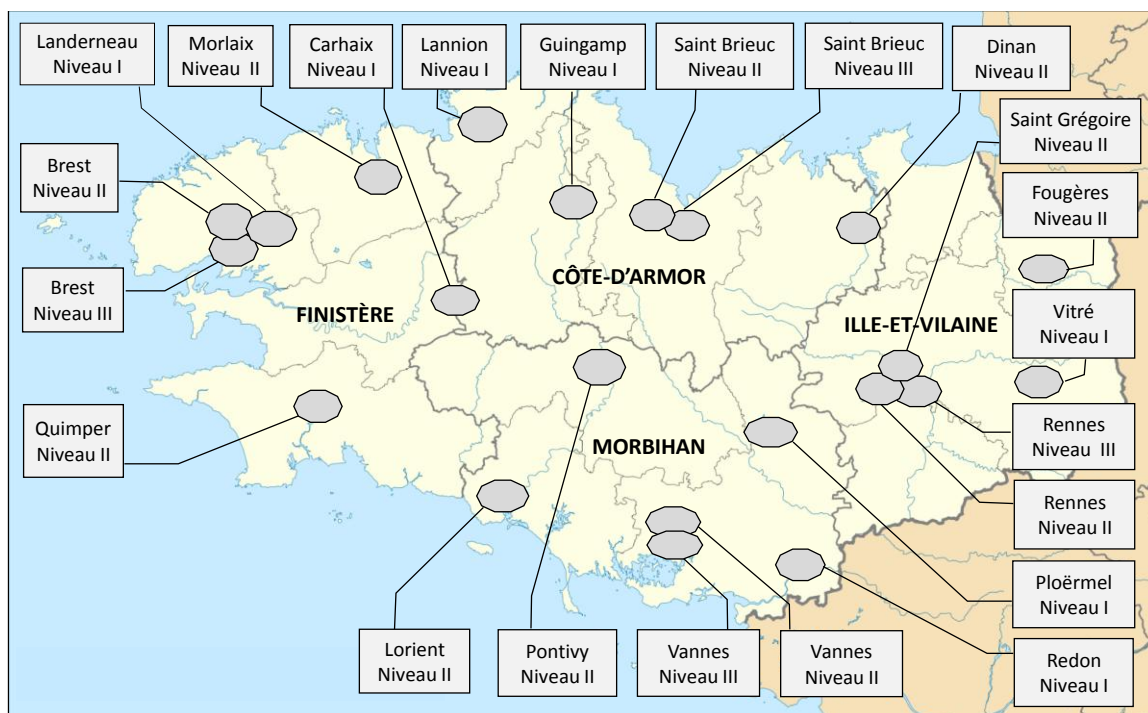 Landerneau
Niveau I
Morlaix
Niveau II
Carhaix
Niveau I
Lannion
Niveau I
Guingamp
Niveau I
Saint Brieuc
Niveau II
Saint Brieuc
Niveau III
Dinan
Niveau II
Saint Grégoire
Niveau II
Brest
Niveau II
Fougères
Niveau II
Brest
Niveau III
FINISTÈRE
CÔTE-D’ARMOR
ILLE-ET-VILAINE
Vitré
Niveau I
Quimper
Niveau II
MORBIHAN
Rennes
Niveau III
Rennes
Niveau II
Ploërmel
Niveau I
Lorient
Niveau II
Pontivy
Niveau II
Vannes
Niveau III
Vannes
Niveau II
Redon
Niveau I